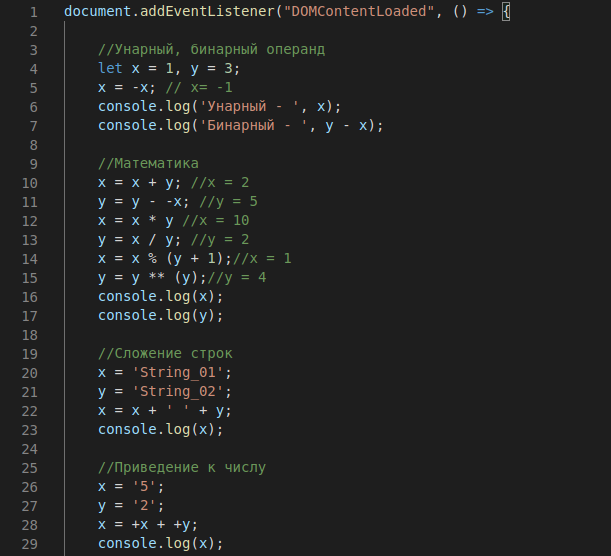 1 document.addEventListener("DOMContentLoaded", () => {
2
3 //Унарный, бинарный операнд
4 let x = 1, y = 3;
5 x = -x; // x= -1
6 console.log('Унарный - ', x);
7 console.log('Бинарный - ', y - x);
8
9 //Математика
10 x = x + y; //x = 2
11 y = y - -x; //y = 5
12 x = x * y //x = 10
13 y = x / y; //y = 2
14 x = x % (y + 1);//x = 1
15 y = y ** (y);//y = 4
16 console.log(x);
17 console.log(y);
18
19 //Сложение строк
20 x = 'String_01';
21 y = 'String_02';
22 x = x + ' ' + y;
23 console.log(x);
24
25 //Приведение к числу
26 x = '5';
27 y = '2';
28 x = +x + +y;
29 console.log(x);